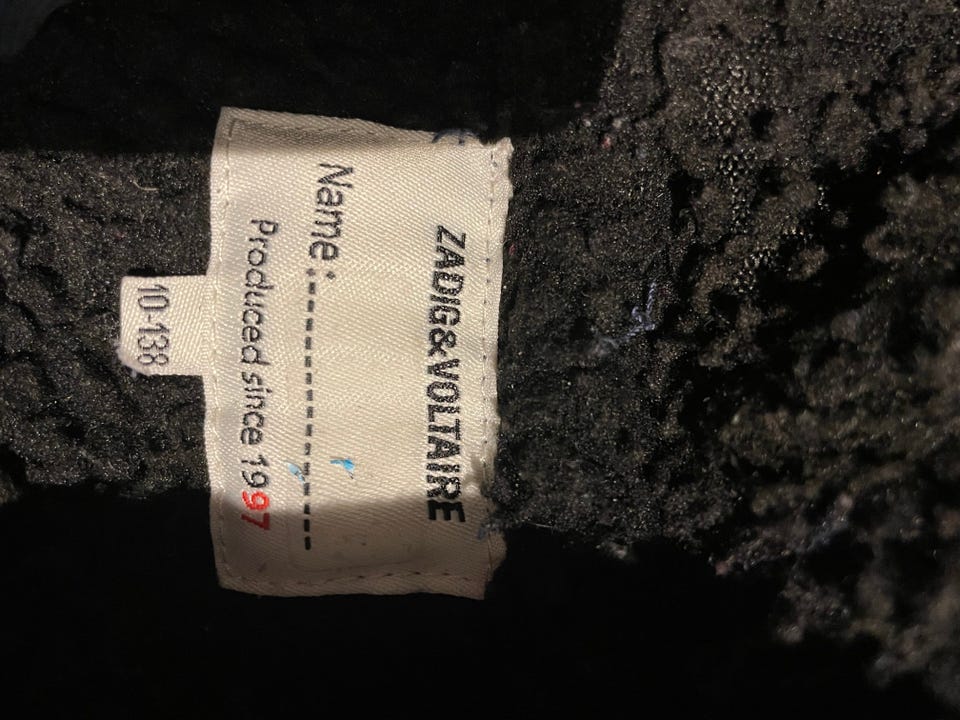 ZADIG&VOLTAIRE
Name:
Produced since 1997
10-138